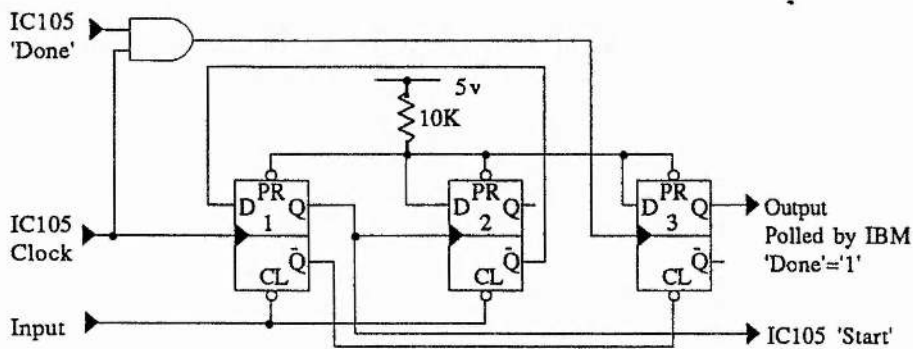 IC105
'Done'
5v
10K
PR
D Q
1
Q̄
CL
PR
D Q
2
Q̄
CL
PR
D Q
3
Q̄
CL
Output
Polled by IBM
'Done'='1'
IC105
Clock
Input
IC105 'Start'